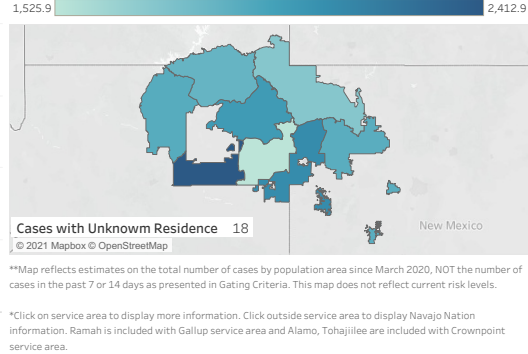 1,525.9
2,412.9
New Mexico
Cases with Unknowm Residence 18
© 2021 Mapbox © OpenStreetMap
**Map reflects estimates on the total number of cases by population area since March 2020, NOT the number of
cases in the past 7 or 14 days as presented in Gating Criteria. This map does not reflect current risk levels.
*Click on service area to display more information. Click outside service area to display Navajo Nation
information. Ramah is included with Gallup service area and Alamo, Tohajiilee are included with Crownpoint
service area.